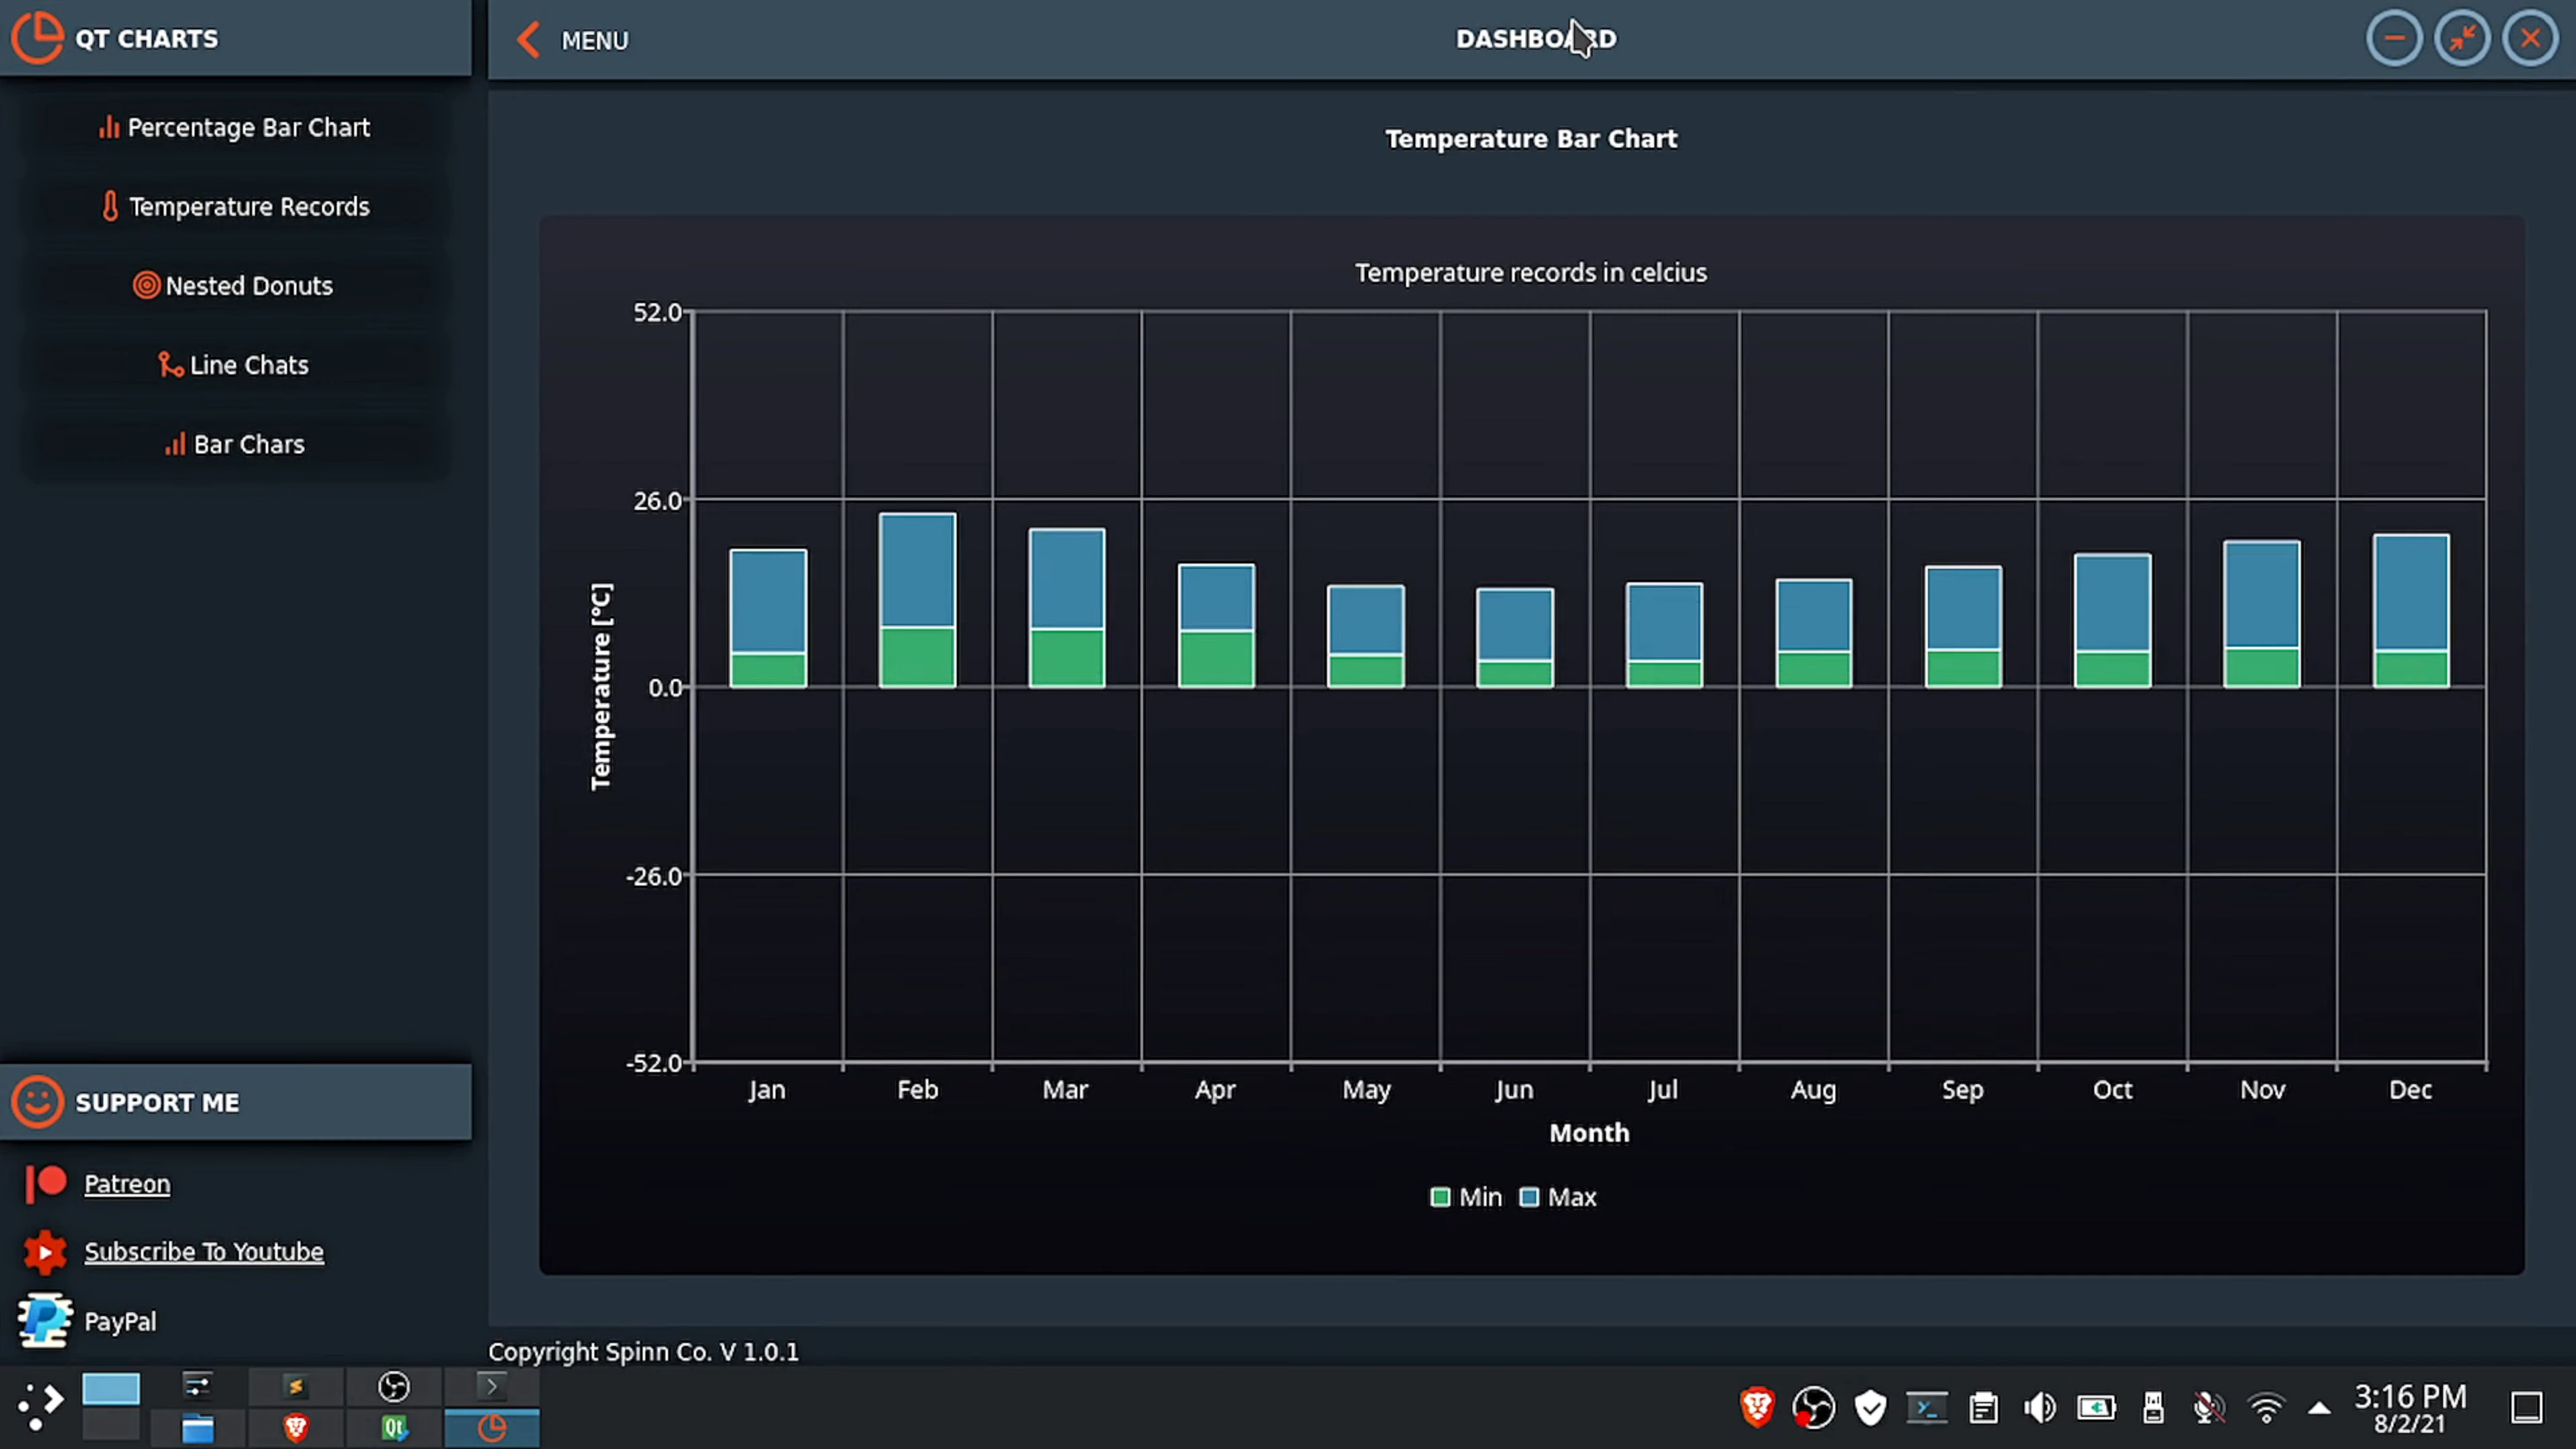 QT CHARTS
MENU
DASHBOARD
Percentage Bar Chart
Temperature Records
Nested Donuts
Line Chats
Bar Chars
SUPPORT ME
Patreon
Subscribe To Youtube
PayPal
Temperature Bar Chart
Temperature records in celcius
52.0
26.0
0.0
-26.0
-52.0
Temperature [°C]
Jan Feb Mar Apr May Jun Jul Aug Sep Oct Nov Dec
Month
Min Max
Copyright Spinn Co. V 1.0.1
Qt
3:16 PM
8/2/21